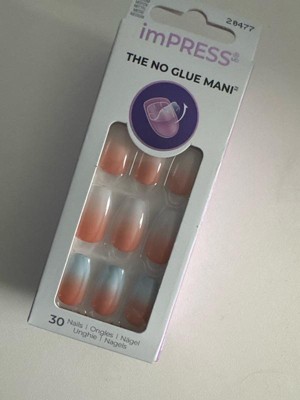 28477
imPRESS®
THE NO GLUE MANI®
30 Nails | Ongles | Nägel
Unghie | Nagels